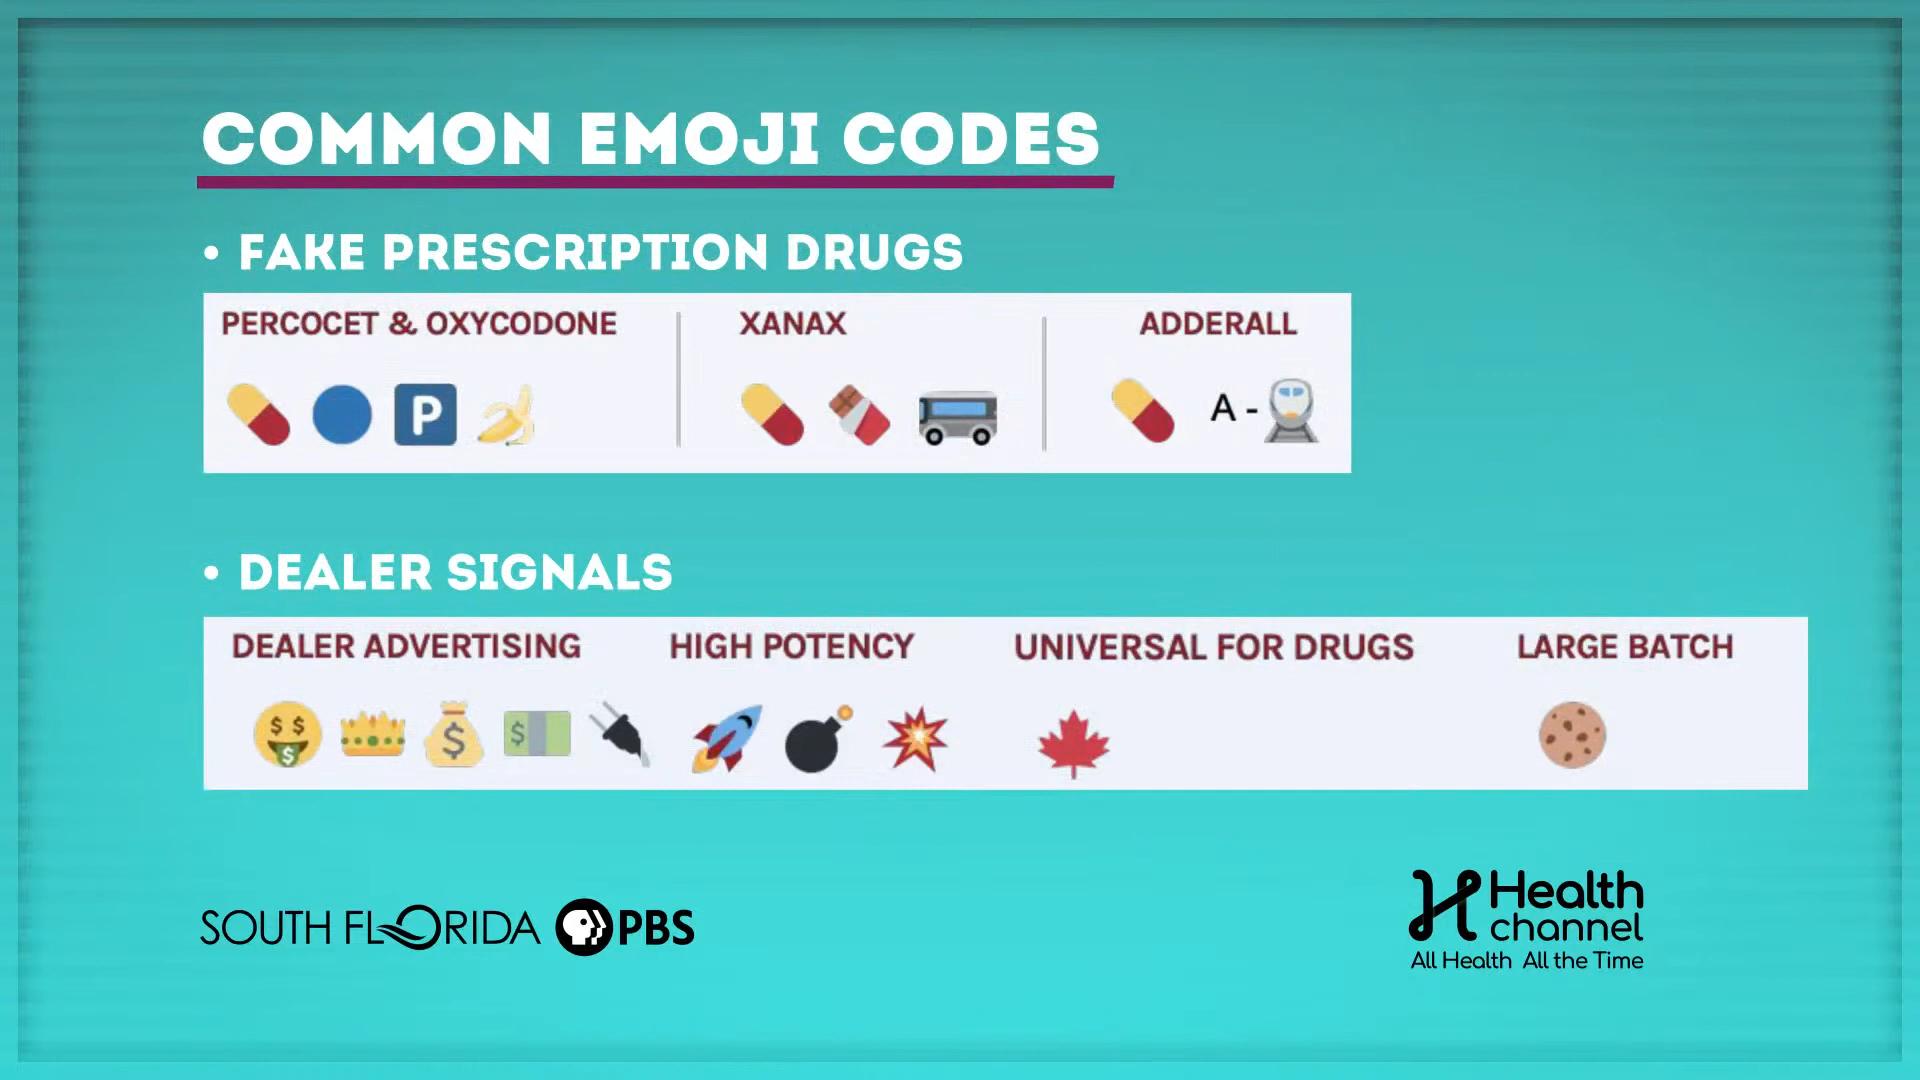 COMMON EMOJI CODES
• FAKE PRESCRIPTION DRUGS
PERCOCET & OXYCODONE
P
XANAX
ADDERALL
A -
• DEALER SIGNALS
DEALER ADVERTISING
$ $
$
$
$
HIGH POTENCY
UNIVERSAL FOR DRUGS
LARGE BATCH
SOUTH FLORIDA PBS
Health
channel
All Health All the Time